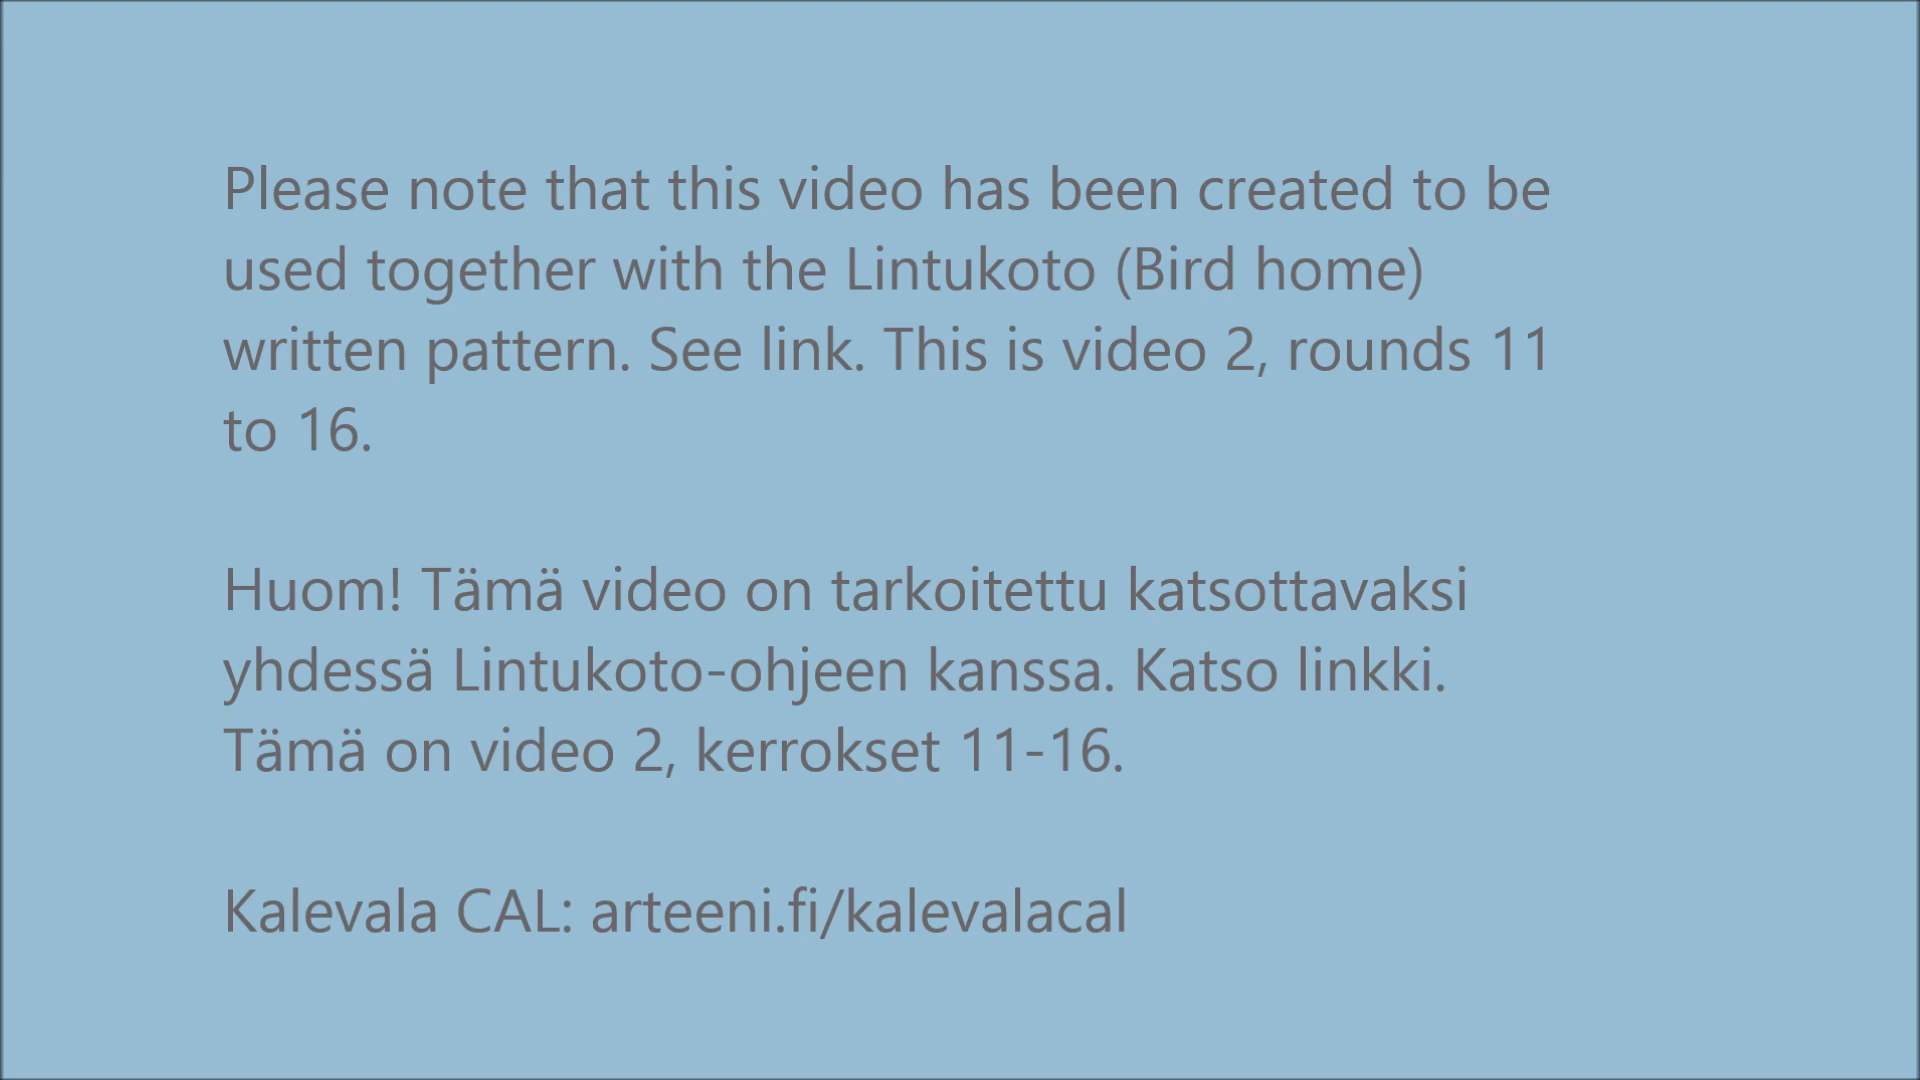 Please note that this video has been created to be
used together with the Lintukoto (Bird home)
written pattern. See link. This is video 2, rounds 11
to 16.
Huom! Tämä video on tarkoitettu katsottavaksi
yhdessä Lintukoto-ohjeen kanssa. Katso linkki.
Tämä on video 2, kerrokset 11-16.
Kalevala CAL: arteeni.fi/kalevalacal